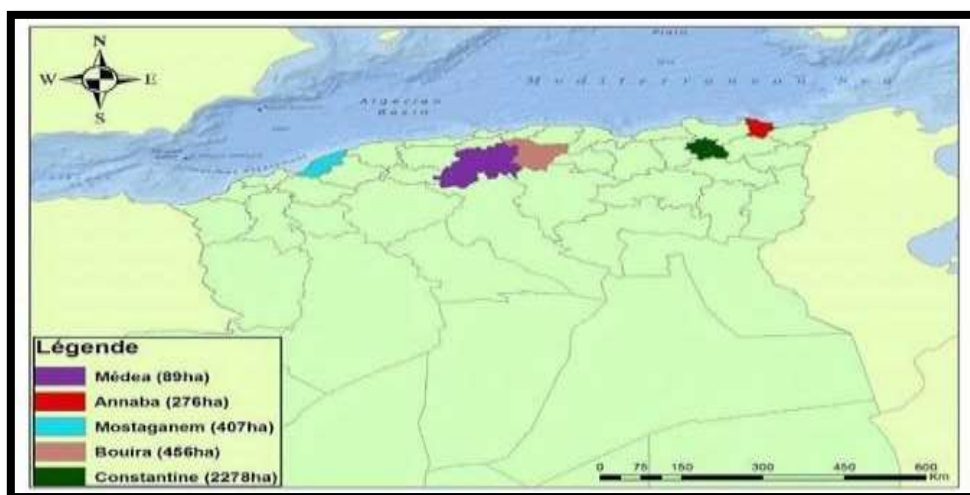 N
W E
S
Plain
Mediterranean Sea
Algerian
Basin
Légende
Médea (89ha)
Annaba (276ha)
Mostaganem (407ha)
Bouira (456ha)
Constantine (2278ha)
0 75 150 300 450 600
Km